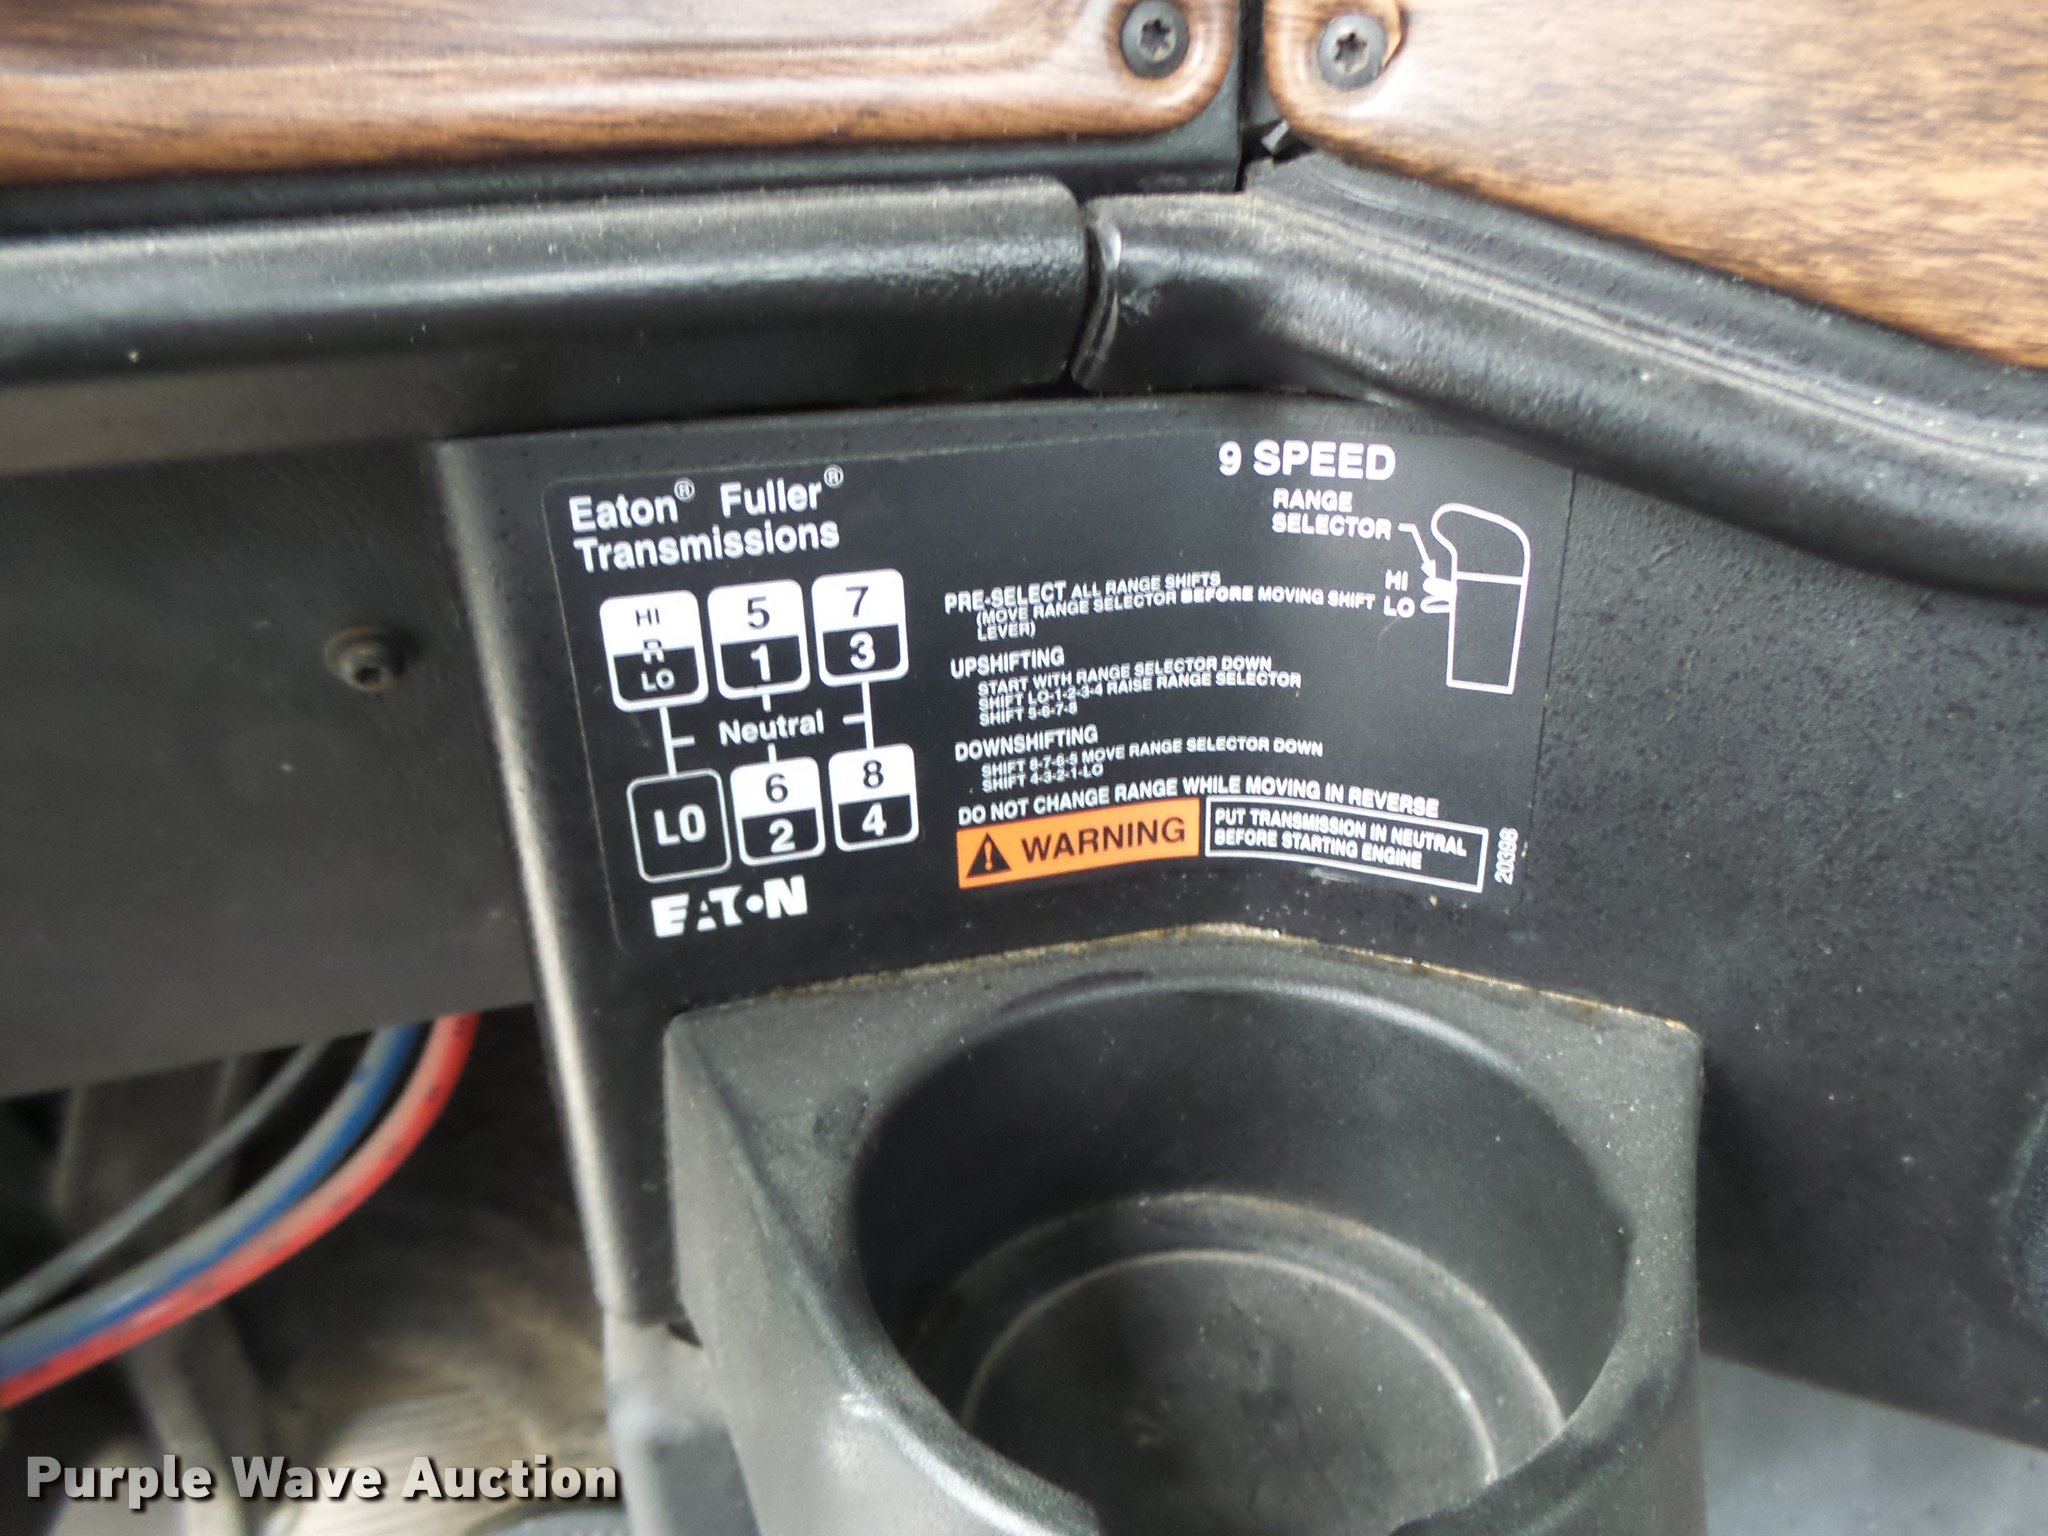 Eaton® Fuller®
Transmissions
9 SPEED
RANGE
SELECTOR
HI
LO
HI
R
LO
5
1
7
3
Neutral
LO
6
2
8
4
EATON
PRE-SELECT ALL RANGE SHIFTS
(MOVE RANGE SELECTOR BEFORE MOVING SHIFT
LEVER)
UPSHIFTING
START WITH RANGE SELECTOR DOWN
SHIFT LO-1-2-3-4 RAISE RANGE SELECTOR
SHIFT 5-6-7-8
DOWNSHIFTING
SHIFT 8-7-6-5 MOVE RANGE SELECTOR DOWN
SHIFT 4-3-2-1-LO
DO NOT CHANGE RANGE WHILE MOVING IN REVERSE
WARNING
PUT TRANSMISSION IN NEUTRAL
BEFORE STARTING ENGINE
20398
Purple Wave Auction